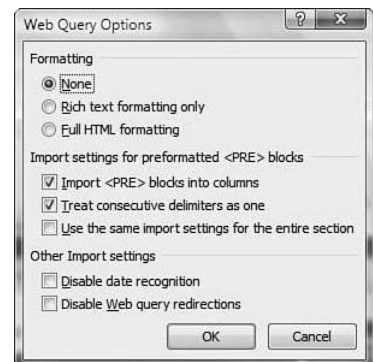 Web Query Options
Formatting
None
Rich text formatting only
Full HTML formatting
Import settings for preformatted <PRE> blocks
Import <PRE> blocks into columns
Treat consecutive delimiters as one
Use the same import settings for the entire section
Other Import settings
Disable date recognition
Disable Web query redirections
OK Cancel